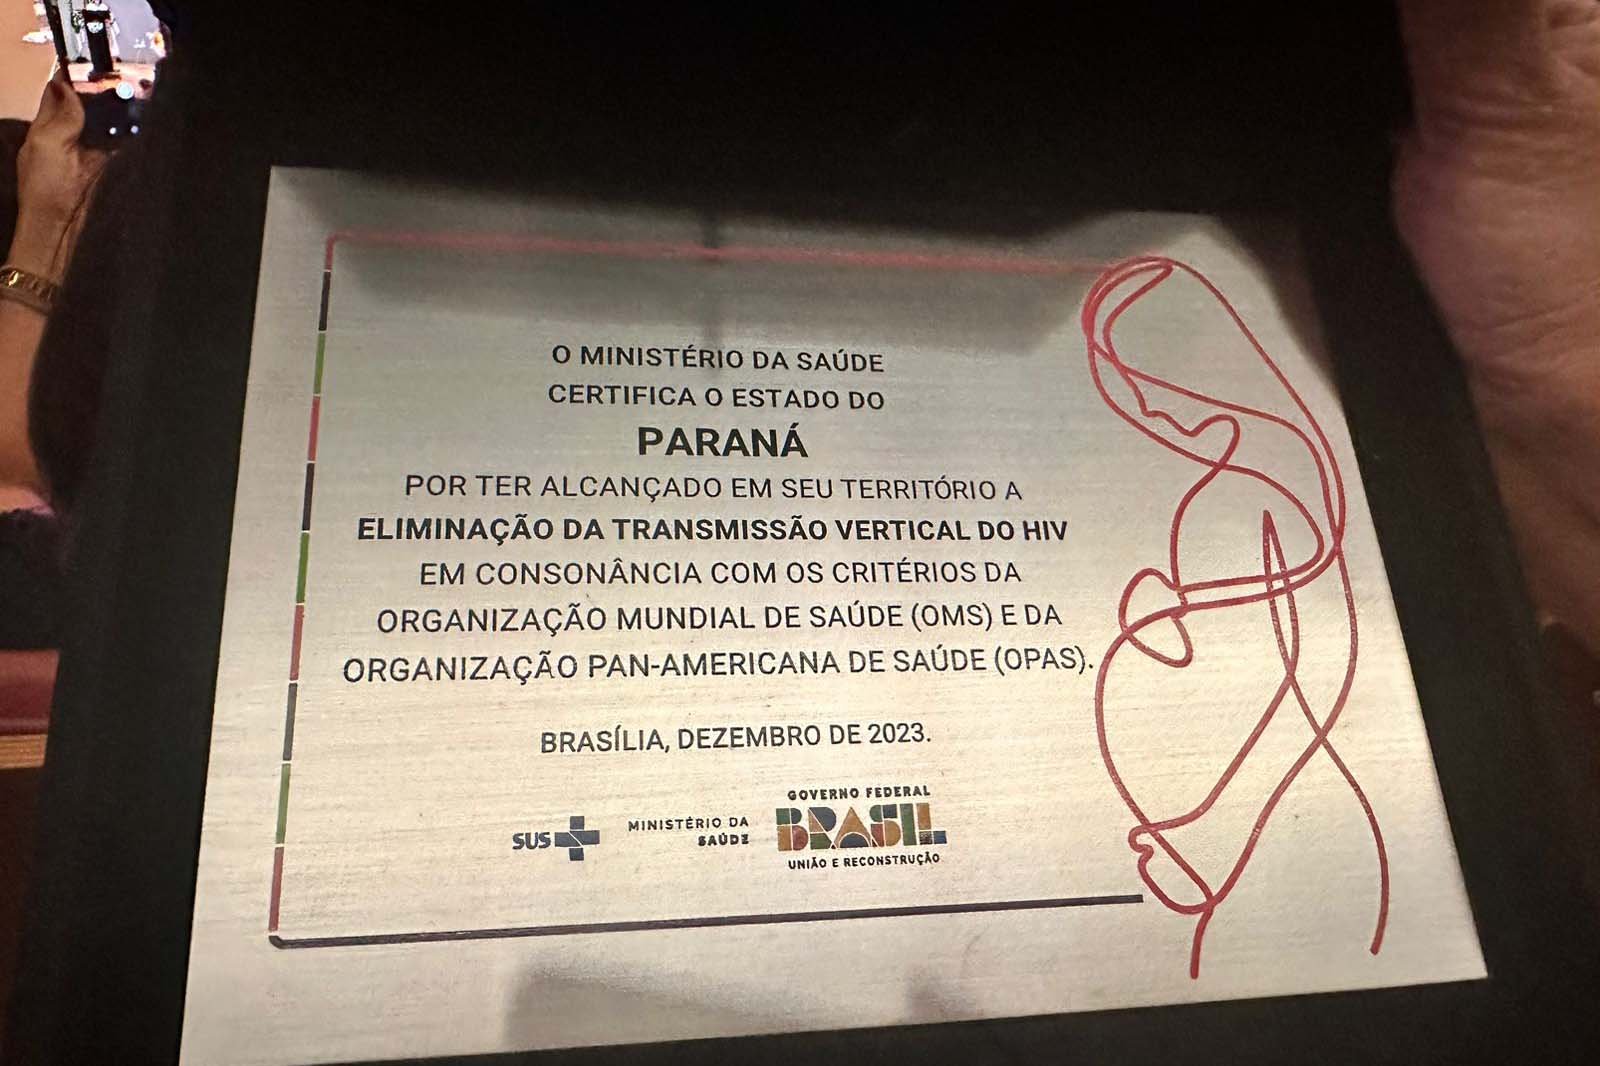 O MINISTÉRIO DA SAÚDE
CERTIFICA O ESTADO DO
PARANÁ
POR TER ALCANÇADO EM SEU TERRITÓRIO A
ELIMINAÇÃO DA TRANSMISSÃO VERTICAL DO HIV
EM CONSONÂNCIA COM OS CRITÉRIOS DA
ORGANIZAÇÃO MUNDIAL DE SAÚDE (OMS) E DA
ORGANIZAÇÃO PAN-AMERICANA DE SAÚDE (OPAS).
BRASÍLIA, DEZEMBRO DE 2023.
SUS
MINISTÉRIO DA
SAÚDE
GOVERNO FEDERAL
BRASIL
UNIÃO E RECONSTRUÇÃO